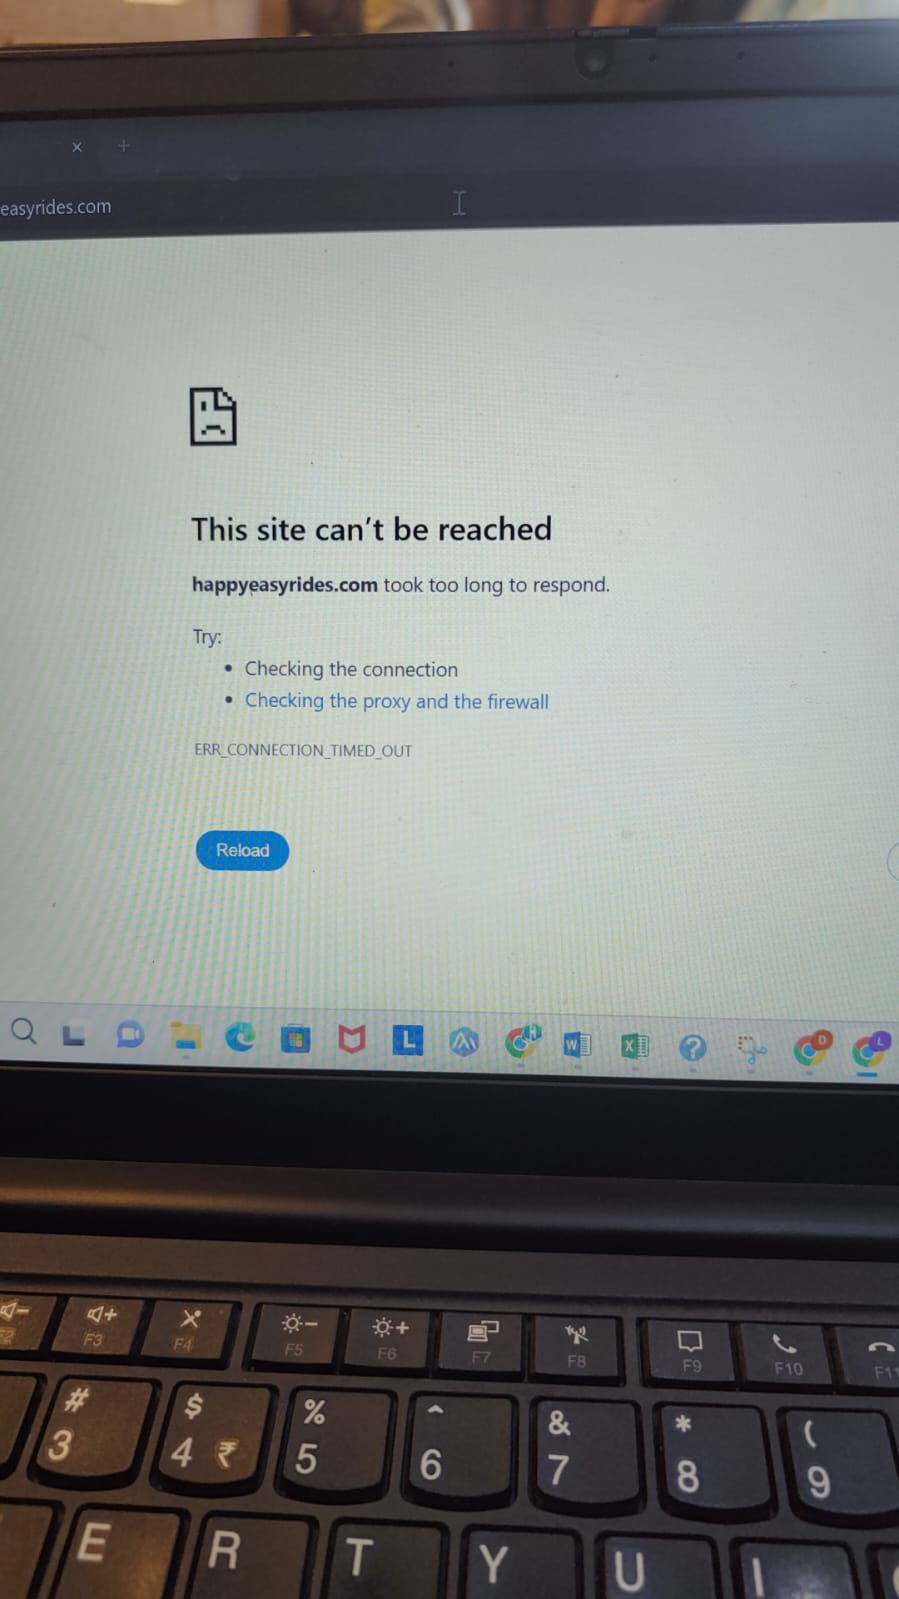 easyrides.com
This site can't be reached
happyeasyrides.com took too long to respond.
Try:
• Checking the connection
• Checking the proxy and the firewall
ERR_CONNECTION_TIMED_OUT
Reload
L W X ? D L
F2 F3 F4 F5 F6 F7 F8 F9 F10 F11
# $ % ^ & * (
3 4 ₹ 5 6 7 8 9
E R T Y U I